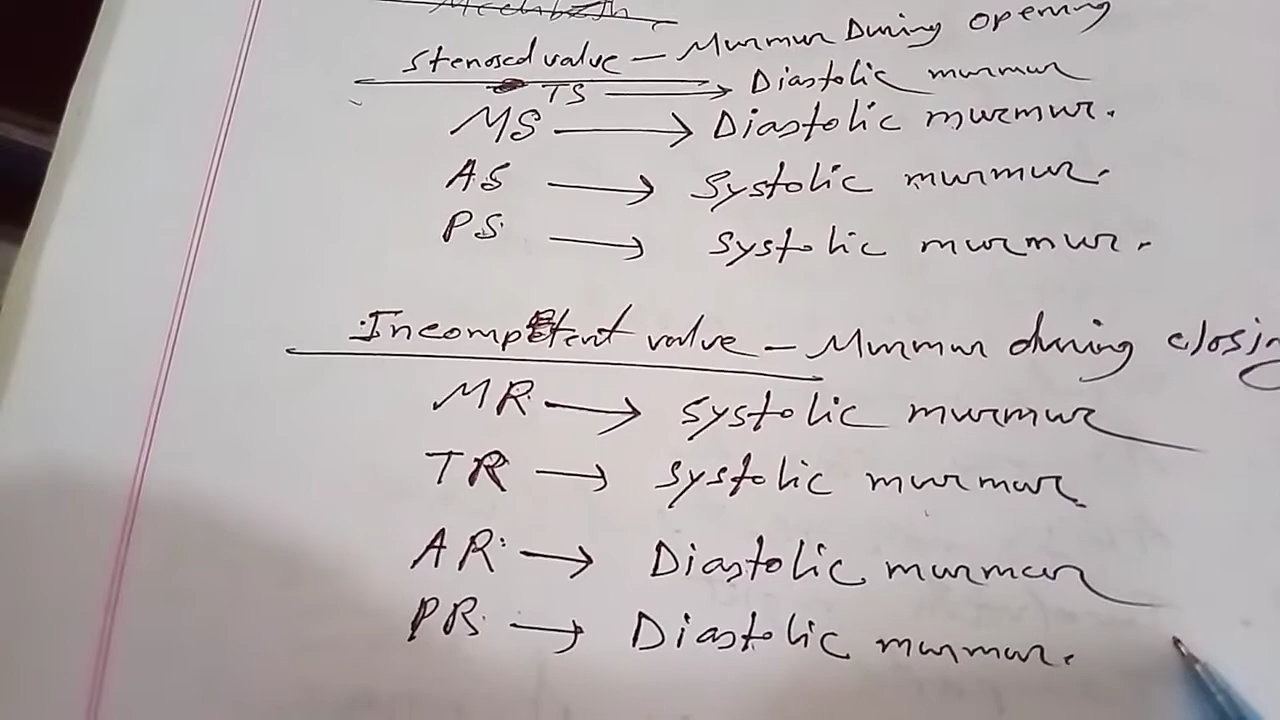 Stenosed valve – Murmur During opening
TS → Diastolic murmur
MS → Diastolic murmur.
AS → Systolic murmur.
PS → Systolic murmur.
Incompetent valve – Murmur during closing
MR → Systolic murmur
TR → Systolic murmur.
AR → Diastolic murmur
PR → Diastolic murmur.